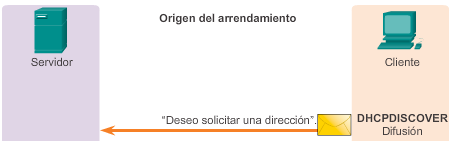 Origen del arrendamiento
Servidor
Cliente
“Deseo solicitar una dirección”.
DHCPDISCOVER
Difusión